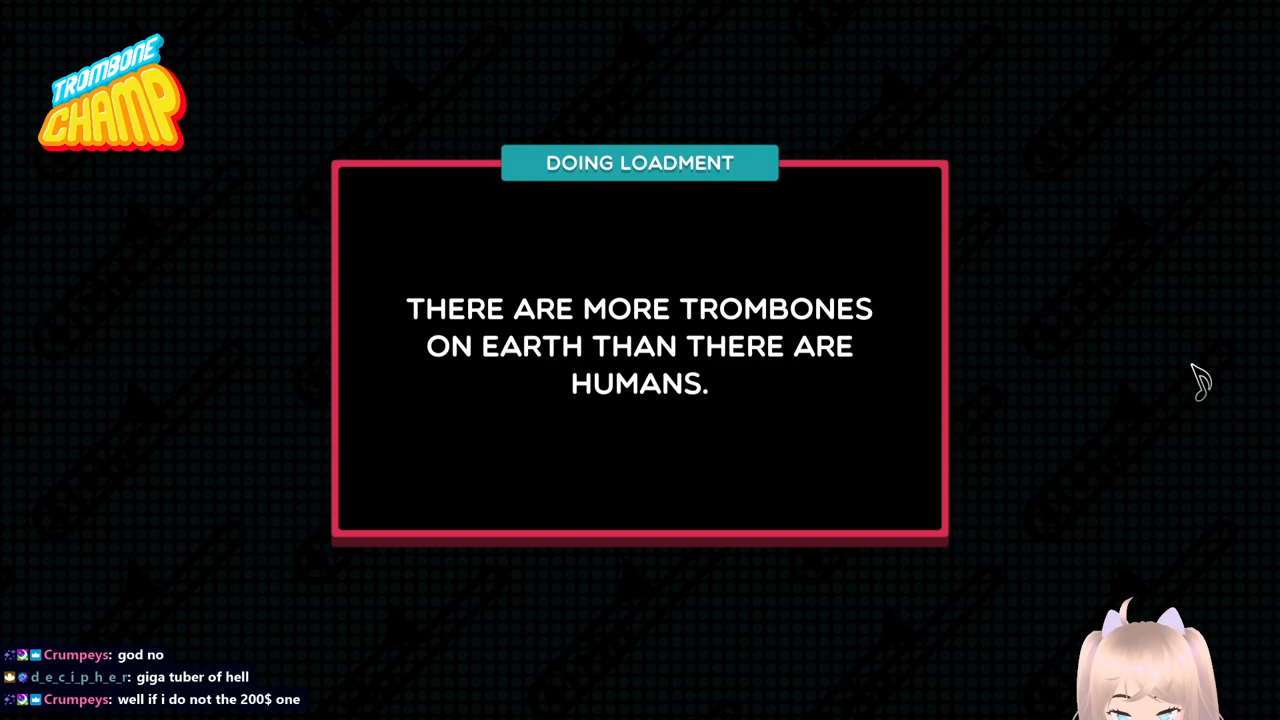 TROMBONE
CHAMP
DOING LOADMENT
THERE ARE MORE TROMBONES
ON EARTH THAN THERE ARE
HUMANS.
Crumpeys: god no
d_e_c_i_p_h_e_r: giga tuber of hell
Crumpeys: well if i do not the 200$ one